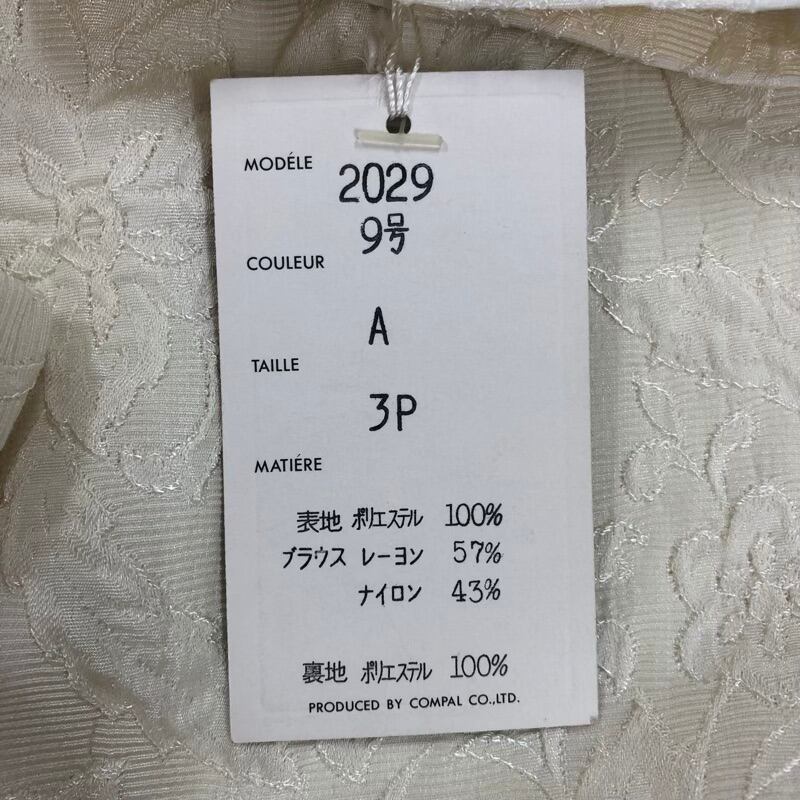 MODÉLE 2029
9号
COULEUR
A
TAILLE
3P
MATIÉRE
表地 ポリエステル 100%
ブラウス レーヨン 57%
ナイロン 43%
裏地 ポリエステル 100%
PRODUCED BY COMPAL CO.,LTD.